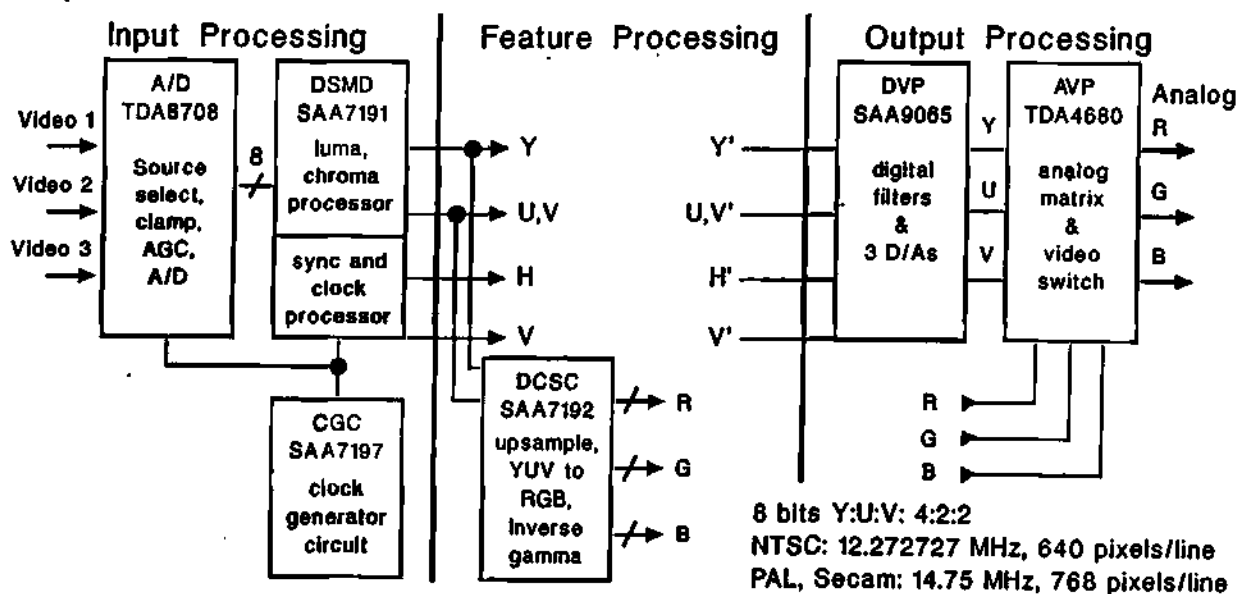 Input Processing
Feature Processing
Output Processing
Video 1
Video 2
Video 3
A/D
TDA8708
Source
select,
clamp,
AGC,
A/D
8
DSMD
SAA7191
luma,
chroma
processor
sync and
clock
processor
CGC
SAA7197
clock
generator
circuit
Y
U,V
H
V
DCSC
SAA7192
upsample,
YUV to
RGB,
Inverse
gamma
R
G
B
Y'
U,V'
H'
V'
DVP
SAA9065
digital
filters
&
3 D/As
Y
U
V
AVP
TDA4680
analog
matrix
&
video
switch
Analog
R
G
B
R
G
B
8 bits Y:U:V: 4:2:2
NTSC: 12.272727 MHz, 640 pixels/line
PAL, Secam: 14.75 MHz, 768 pixels/line